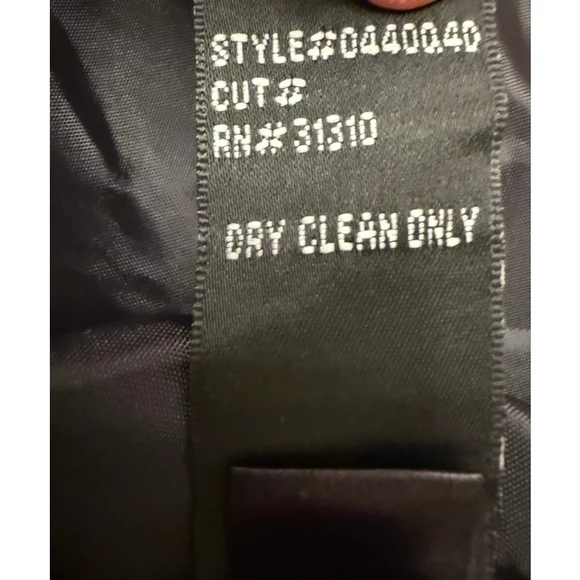 STYLE#0440040
CUT#
RN#31310
DRY CLEAN ONLY